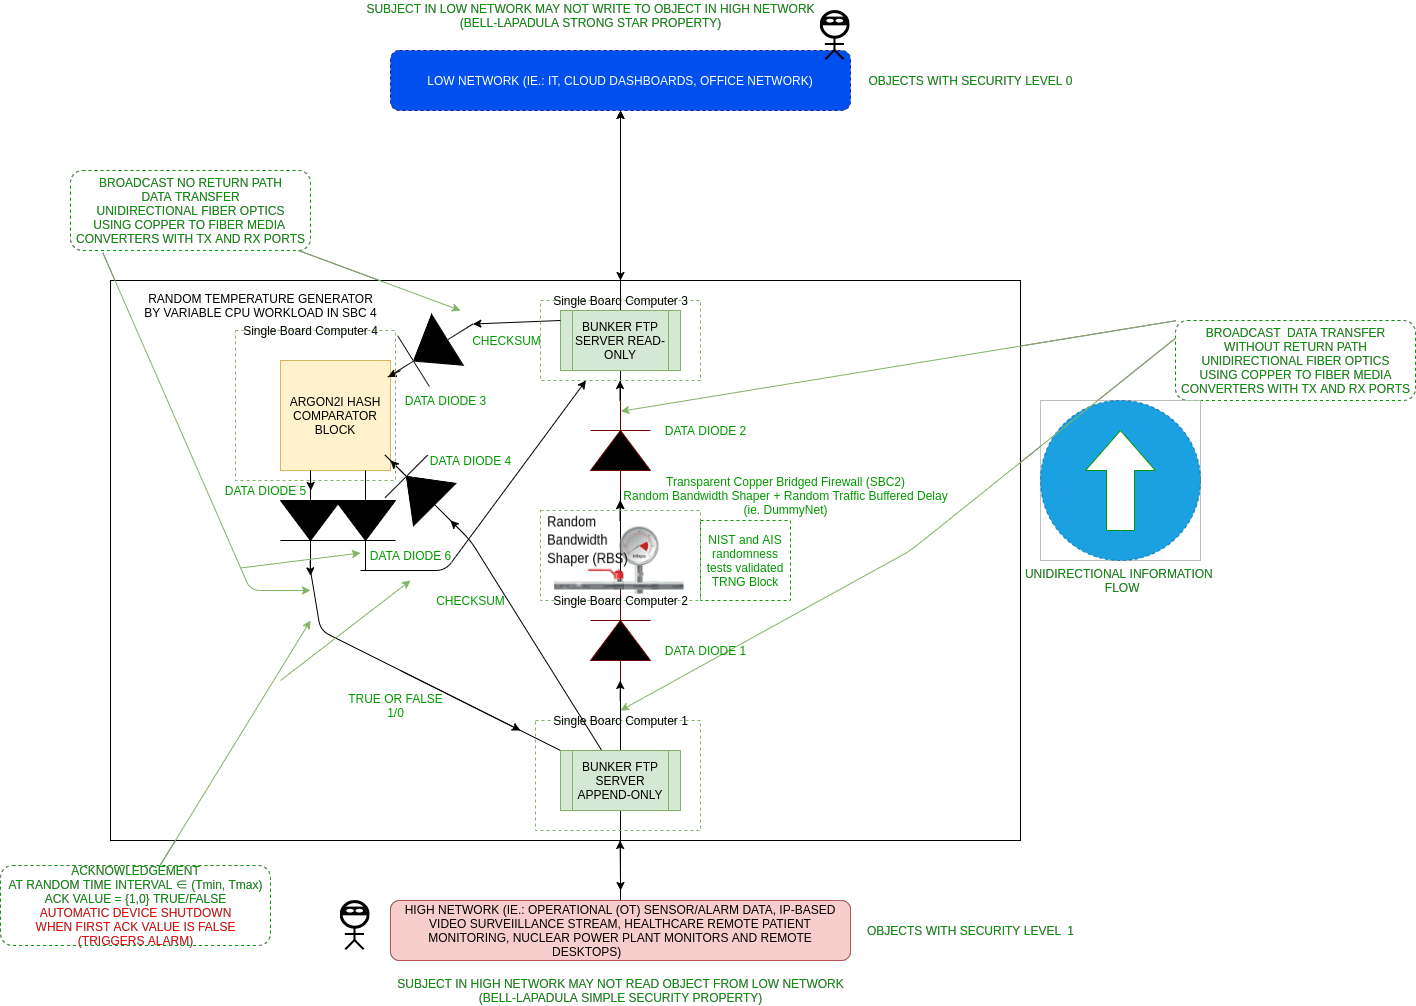 SUBJECT IN LOW NETWORK MAY NOT WRITE TO OBJECT IN HIGH NETWORK
(BELL-LAPADULA STRONG STAR PROPERTY)
LOW NETWORK (IE.: IT, CLOUD DASHBOARDS, OFFICE NETWORK)
OBJECTS WITH SECURITY LEVEL 0
BROADCAST NO RETURN PATH
DATA TRANSFER
UNIDIRECTIONAL FIBER OPTICS
USING COPPER TO FIBER MEDIA
CONVERTERS WITH TX AND RX PORTS
RANDOM TEMPERATURE GENERATOR
BY VARIABLE CPU WORKLOAD IN SBC 4
Single Board Computer 4
ARGON2I HASH
COMPARATOR
BLOCK
CHECKSUM
DATA DIODE 3
Single Board Computer 3
BUNKER FTP
SERVER READ-
ONLY
BROADCAST DATA TRANSFER
WITHOUT RETURN PATH
UNIDIRECTIONAL FIBER OPTICS
USING COPPER TO FIBER MEDIA
CONVERTERS WITH TX AND RX PORTS
DATA DIODE 2
DATA DIODE 4
DATA DIODE 5
Transparent Copper Bridged Firewall (SBC2)
Random Bandwidth Shaper + Random Traffic Buffered Delay
(ie. DummyNet)
Random
Bandwidth
Shaper (RBS)
kbps
NIST and AIS
randomness
tests validated
TRNG Block
DATA DIODE 6
UNIDIRECTIONAL INFORMATION
FLOW
CHECKSUM
Single Board Computer 2
DATA DIODE 1
TRUE OR FALSE
1/0
Single Board Computer 1
BUNKER FTP
SERVER
APPEND-ONLY
ACKNOWLEDGEMENT
AT RANDOM TIME INTERVAL ∈ (Tmin, Tmax)
ACK VALUE = {1,0} TRUE/FALSE
AUTOMATIC DEVICE SHUTDOWN
WHEN FIRST ACK VALUE IS FALSE
(TRIGGERS ALARM)
HIGH NETWORK (IE.: OPERATIONAL (OT) SENSOR/ALARM DATA, IP-BASED
VIDEO SURVEIILLANCE STREAM, HEALTHCARE REMOTE PATIENT
MONITORING, NUCLEAR POWER PLANT MONITORS AND REMOTE
DESKTOPS)
OBJECTS WITH SECURITY LEVEL 1
SUBJECT IN HIGH NETWORK MAY NOT READ OBJECT FROM LOW NETWORK
(BELL-LAPADULA SIMPLE SECURITY PROPERTY)